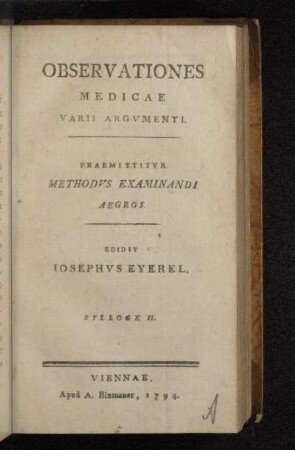 OBSERVATIONES
MEDICAE
VARII ARGVMENTI.
PRAEMITTITVR
METHODVS EXAMINANDI
AEGROS.
EDIDIT
IOSEPHVS EYEREL.
SYLLOGE II.
VIENNAE,
Apud A. Blumauer, 1794.
A